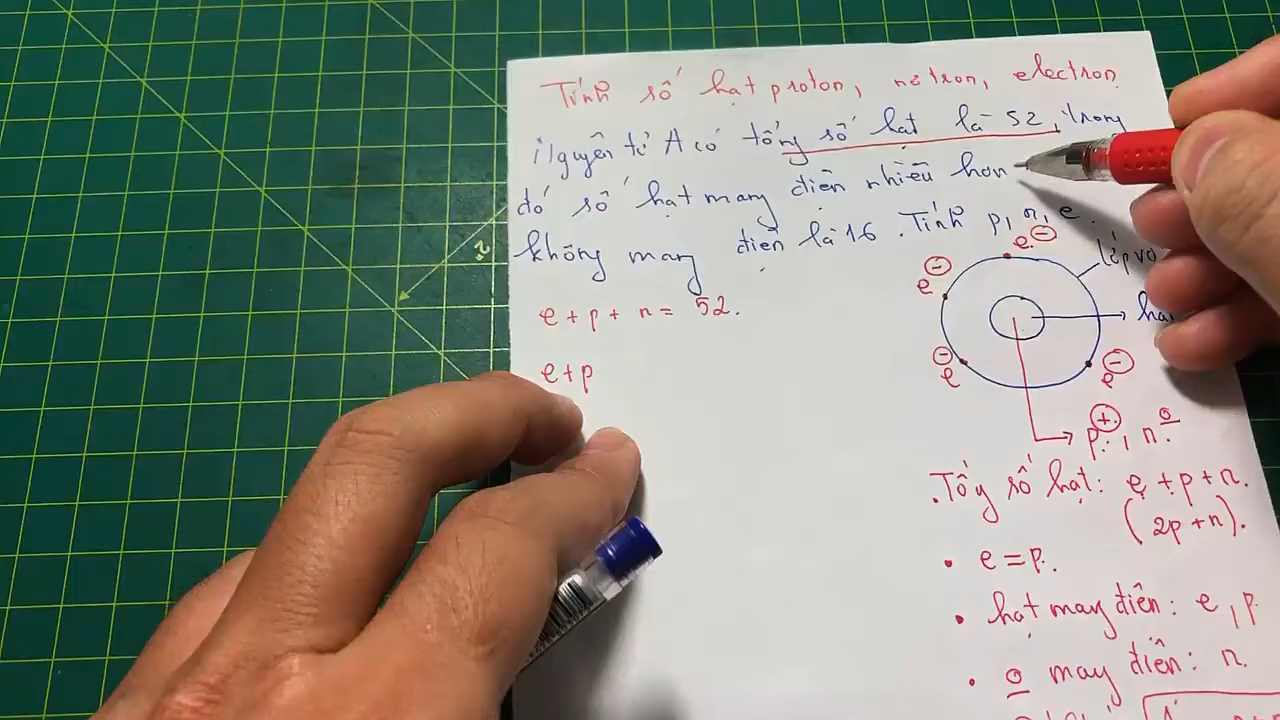 Tính số hạt proton, nơtron, electron
Nguyên tử A có tổng số hạt là 52, trong
đó số hạt mang điện nhiều hơn
không mang điện là 16. Tính p, n, e.
e + p + n = 52.
e + p
e -
e -
e -
e -
lớp vỏ
p +, n 0
Tổng số hạt: e + p + n.
(2p + n).
• e = p.
• hạt mang điện: e, p
• 0 mang điện: n